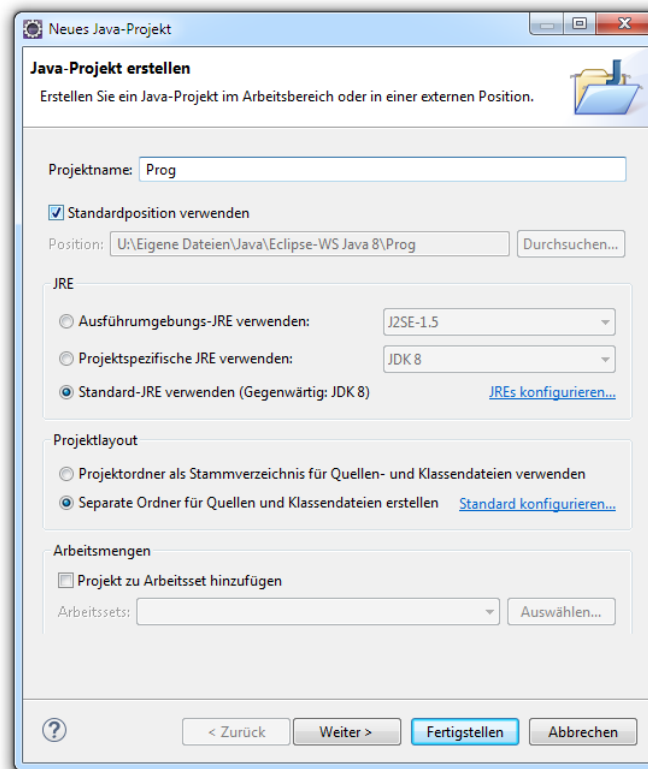 Neues Java-Projekt
Java-Projekt erstellen
Erstellen Sie ein Java-Projekt im Arbeitsbereich oder in einer externen Position.
Projektname: Prog
Standardposition verwenden
Position: U:\Eigene Dateien\Java\Eclipse-WS Java 8\Prog Durchsuchen...
JRE
Ausführumgebungs-JRE verwenden: J2SE-1.5
Projektspezifische JRE verwenden: JDK 8
Standard-JRE verwenden (Gegenwärtig: JDK 8) JREs konfigurieren...
Projektlayout
Projektordner als Stammverzeichnis für Quellen- und Klassendateien verwenden
Separate Ordner für Quellen und Klassendateien erstellen Standard konfigurieren...
Arbeitsmengen
Projekt zu Arbeitsset hinzufügen
Arbeitssets: Auswählen...
? < Zurück Weiter > Fertigstellen Abbrechen